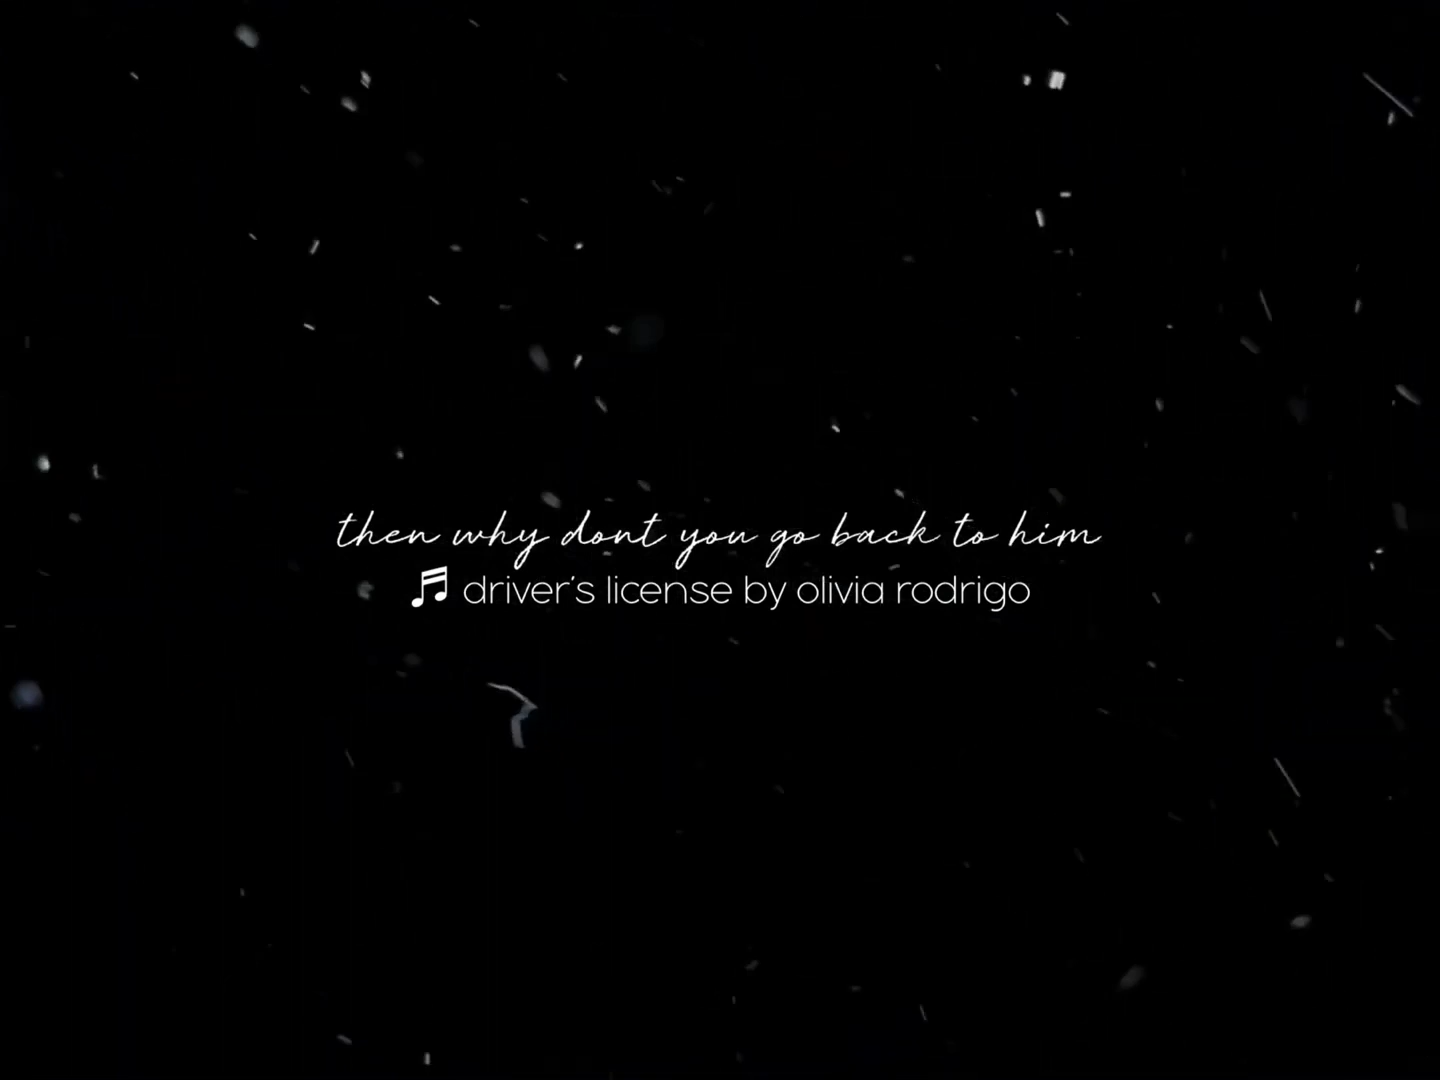 then why dont you go back to him
🎵 driver's license by olivia rodrigo